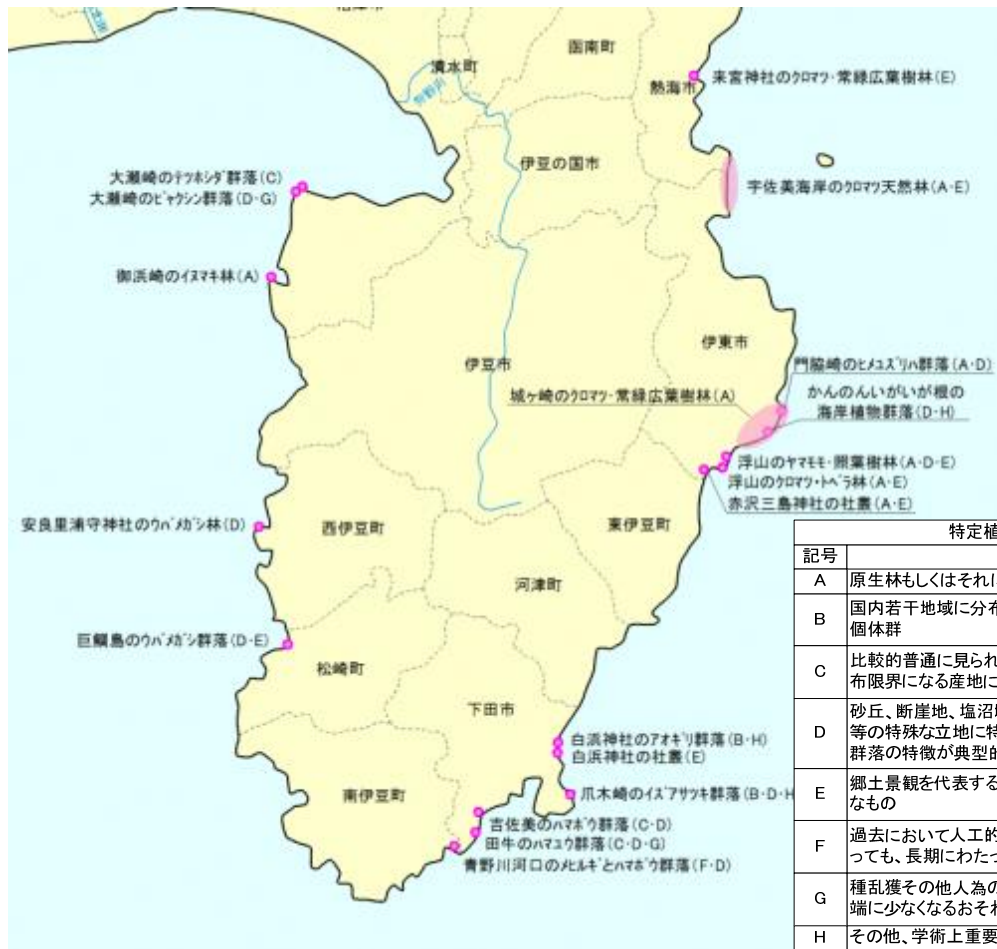 函南町
清水町
熱海市
来宮神社のクロマツ・常緑広葉樹林(E)
伊豆の国市
大瀬崎のテツホシダ群落(C)
大瀬崎のビャクシン群落(D・G)
宇佐美海岸のクロマツ天然林(A・E)
御浜崎のイヌマキ林(A)
伊東市
伊豆市
門脇崎のヒメユズリハ群落(A・D)
城ヶ崎のクロマツ・常緑広葉樹林(A)
かんのんいがいが根の
海岸植物群落(D・H)
浮山のヤマモモ・照葉樹林(A・D・E)
浮山のクロマツ・トベラ林(A・E)
赤沢三島神社の社叢(A・E)
安良里浦守神社のウバメガシ林(D)
西伊豆町
東伊豆町
河津町
巨鯛島のウバメガシ群落(D・E)
松崎町
下田市
白浜神社のアオギリ群落(B・H)
白浜神社の社叢(E)
南伊豆町
爪木崎のイズアサツキ群落(B・D・H
吉佐美のハマボウ群落(C・D)
田牛のハマユウ群落(C・D・G)
青野川河口のメヒルギとハマボウ群落(F・D)
特定植
記号
A 原生林もしくはそれに
B 国内若干地域に分布
個体群
C 比較的普通に見られ
布限界になる産地に
D 砂丘、断崖地、塩沼地
等の特殊な立地に特
群落の特徴が典型的
E 郷土景観を代表する
なもの
F 過去において人工的
っても、長期にわたっ
G 種乱獲その他人為の
端に少なくなるおそれ
H その他、学術上重要